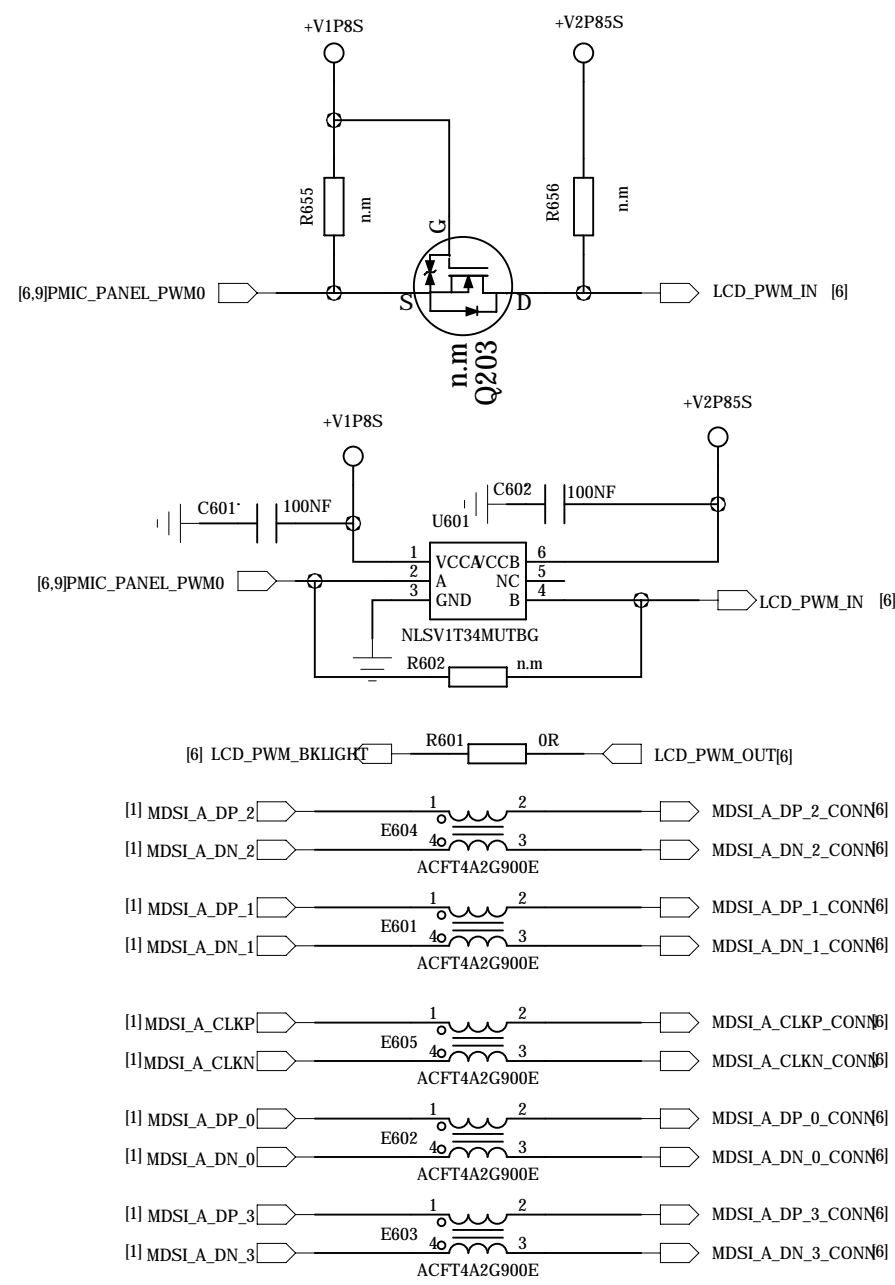 +V1P8S
+V2P85S
R655
n.m
G
R656
n.m
[6,9]PMIC_PANEL_PWM0
S
D
LCD_PWM_IN [6]
n.m
Q203
+V2P85S
+V1P8S
C601
100NF
C602
100NF
U601
1
VCCA
VCCB
6
[6,9]PMIC_PANEL_PWM0
2
A
NC
5
3
GND
B
4
LCD_PWM_IN [6]
NLSV1T34MUTBG
R602
n.m
[6] LCD_PWM_BKLIGHT
R601
0R
LCD_PWM_OUT[6]
[1] MDSI_A_DP_2
1
2
MDSI_A_DP_2_CONN[6]
E604
[1] MDSI_A_DN_2
4
3
MDSI_A_DN_2_CONN[6]
ACFT4A2G900E
[1] MDSI_A_DP_1
1
2
MDSI_A_DP_1_CONN[6]
E601
[1] MDSI_A_DN_1
4
3
MDSI_A_DN_1_CONN[6]
ACFT4A2G900E
[1] MDSI_A_CLKP
1
2
MDSI_A_CLKP_CONN[6]
E605
[1] MDSI_A_CLKN
4
3
MDSI_A_CLKN_CONN[6]
ACFT4A2G900E
[1] MDSI_A_DP_0
1
2
MDSI_A_DP_0_CONN[6]
E602
[1] MDSI_A_DN_0
4
3
MDSI_A_DN_0_CONN[6]
ACFT4A2G900E
[1] MDSI_A_DP_3
1
2
MDSI_A_DP_3_CONN[6]
E603
[1] MDSI_A_DN_3
4
3
MDSI_A_DN_3_CONN[6]
ACFT4A2G900E